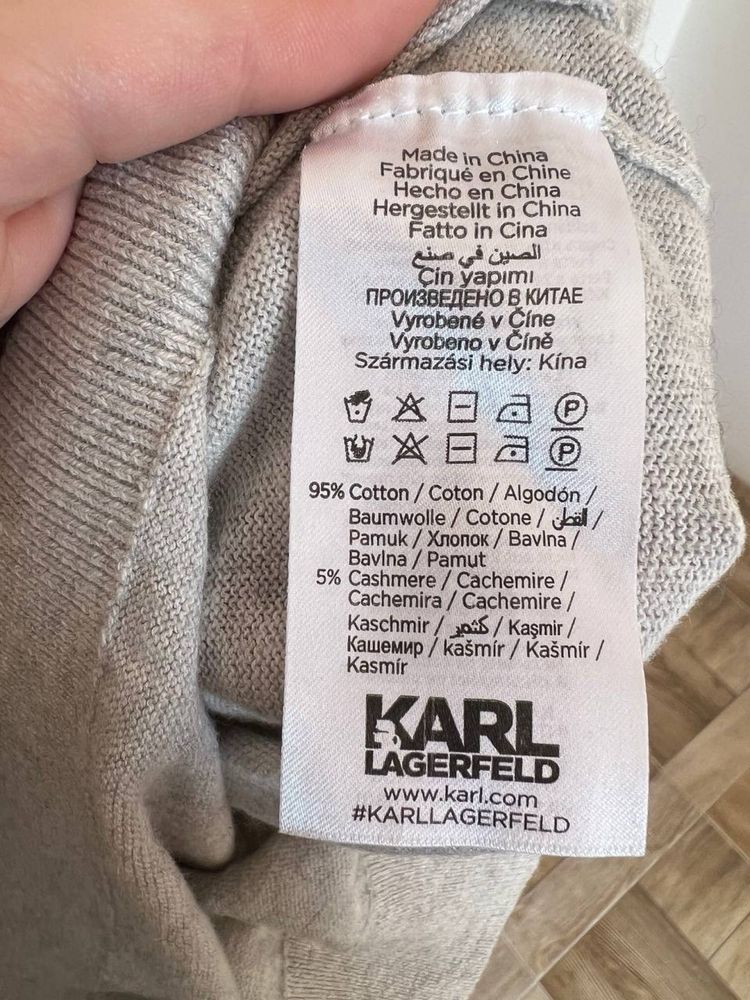 Made in China
Fabriqué en Chine
Hecho en China
Hergestellt in China
Fatto in Cina
الصين في صنع
Çin yapımı
ПРОИЗВЕДЕНО В КИТАЕ
Vyrobené v Číne
Vyrobeno v Číně
Származási hely: Kína
P
P
95% Cotton / Coton / Algodón /
Baumwolle / Cotone / القطن /
Pamuk / Хлопок / Bavlna /
Bavlna / Pamut
5% Cashmere / Cachemire /
Cachemira / Cachemire /
Kaschmir / كشمير / Kaşmir /
Кашемир / kašmír / Kašmír /
Kasmír
KARL
LAGERFELD
www.karl.com
#KARLLAGERFELD